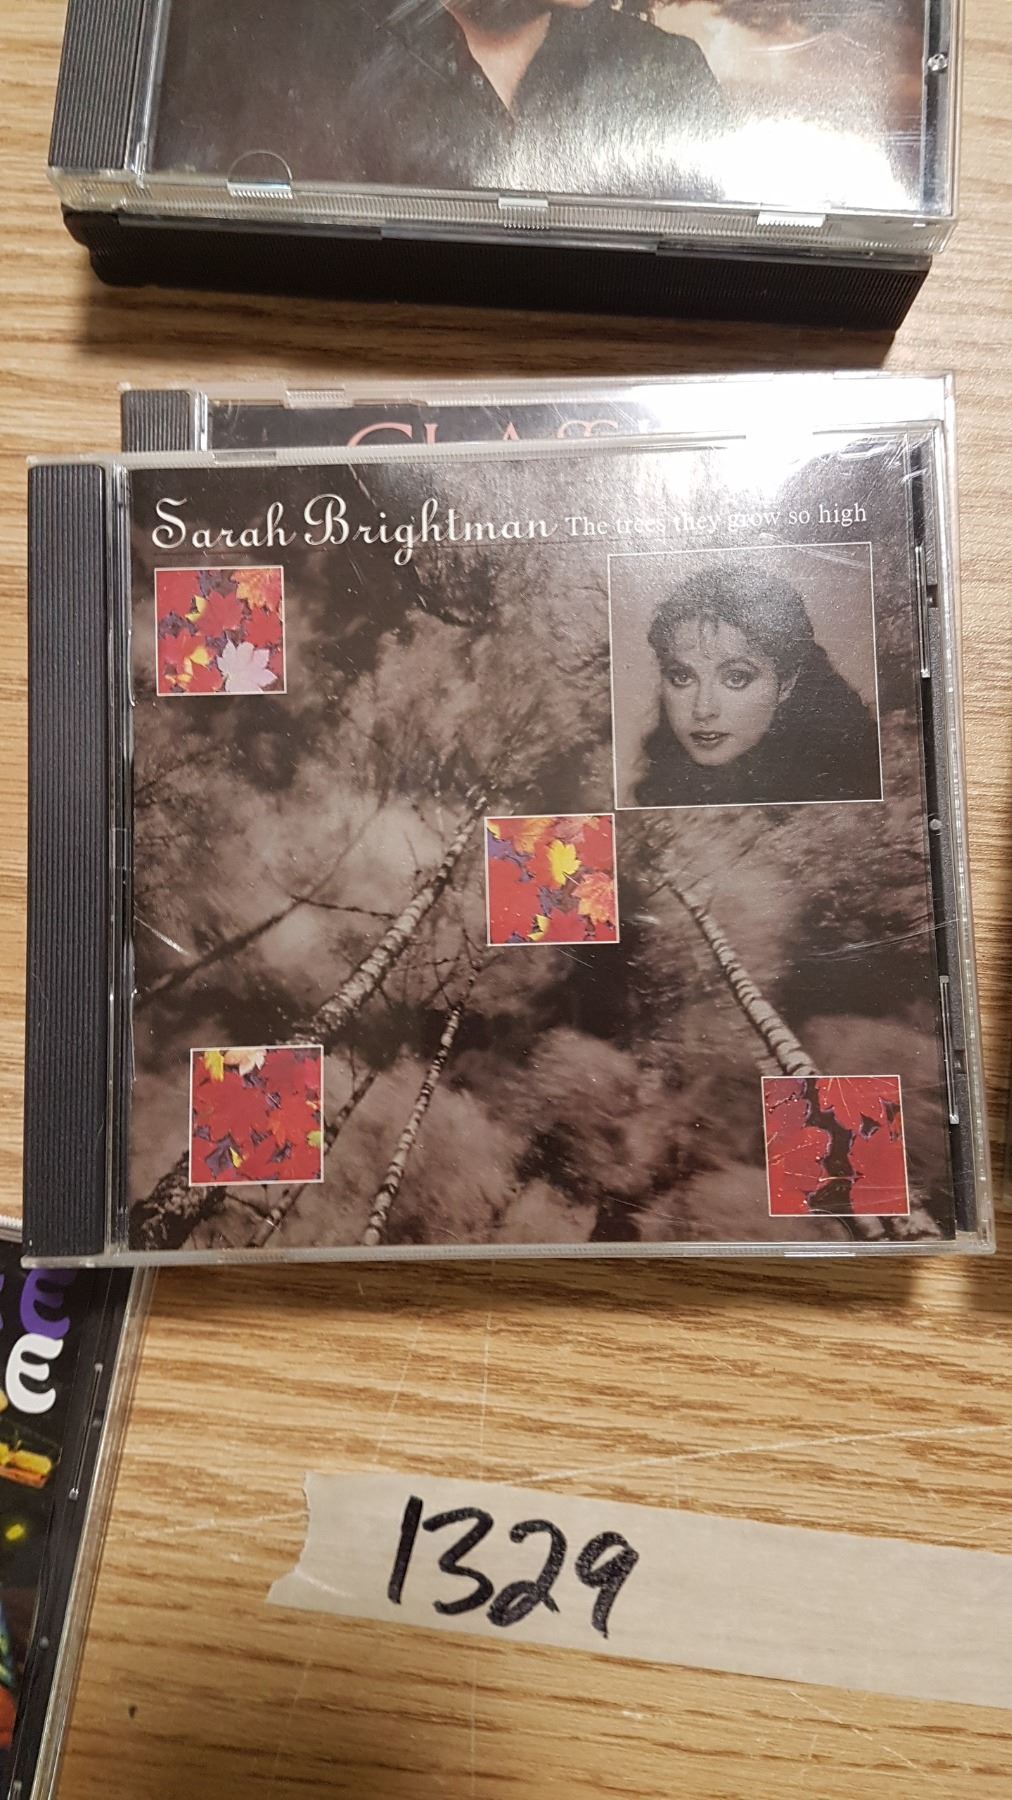 Sarah Brightman The trees they grow so high
1329